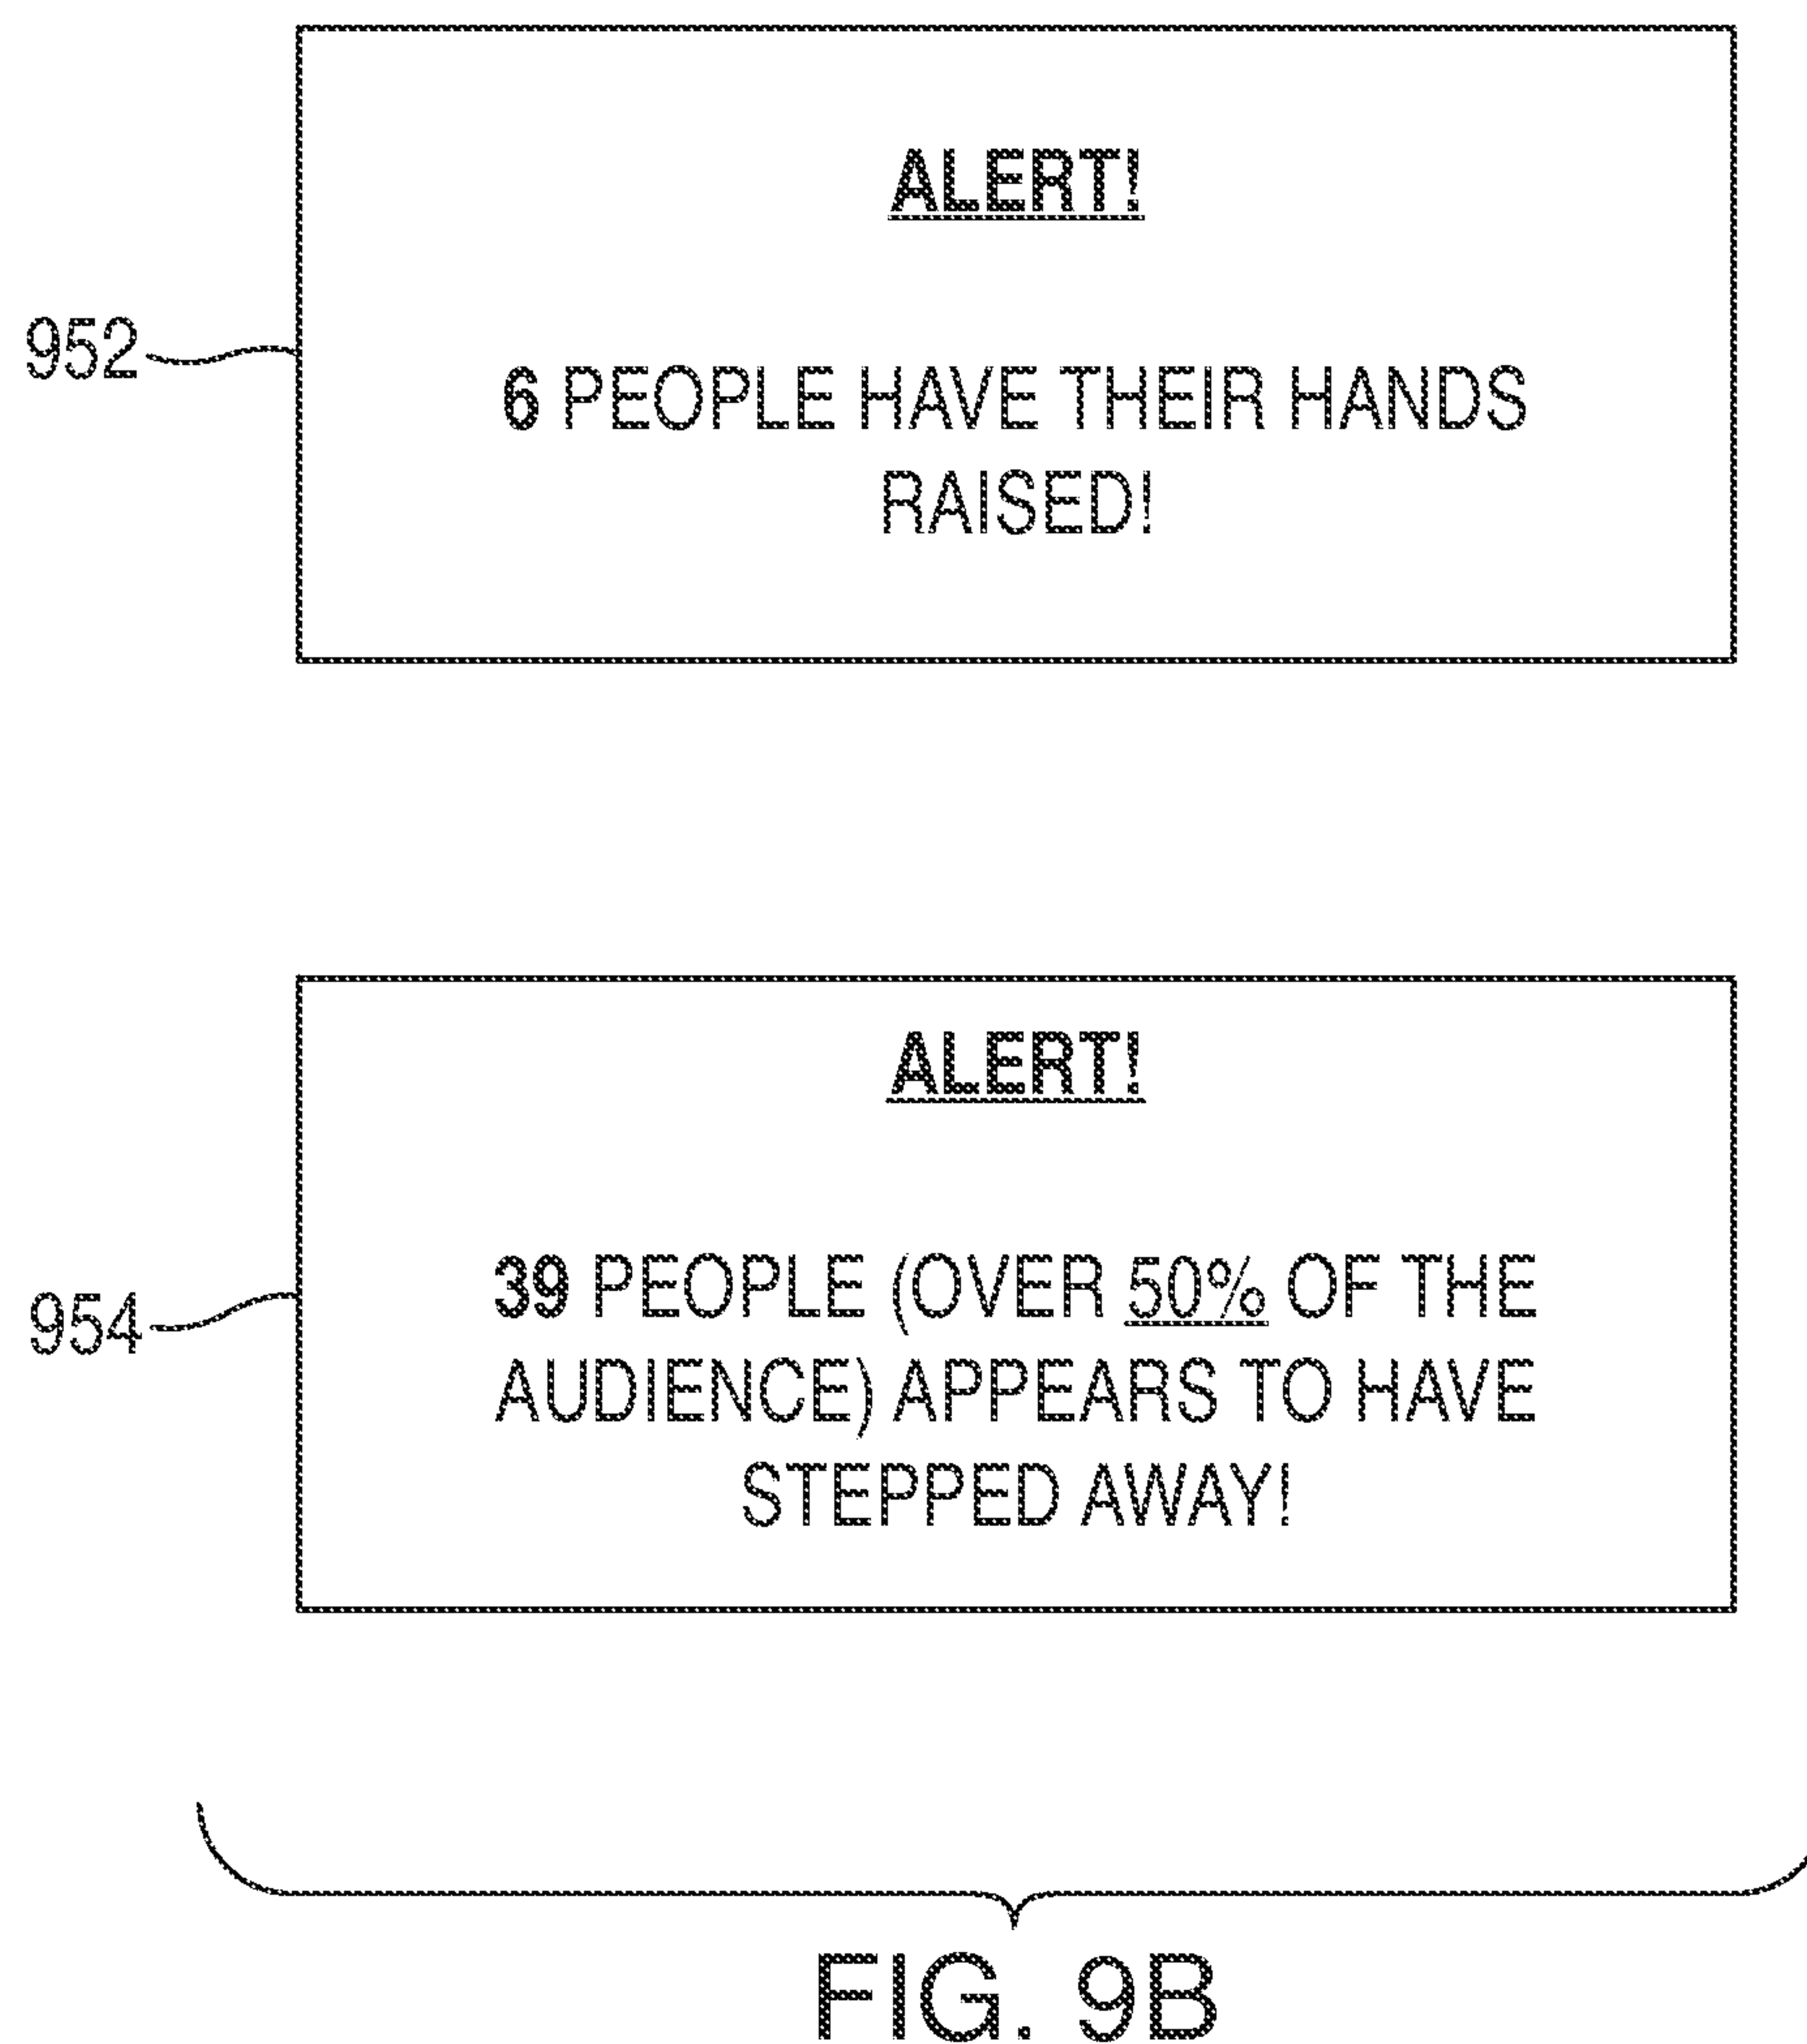 ALERT!
952
6 PEOPLE HAVE THEIR HANDS
RAISED!
ALERT!
954
39 PEOPLE (OVER 50% OF THE
AUDIENCE) APPEARS TO HAVE
STEPPED AWAY!
FIG. 9B